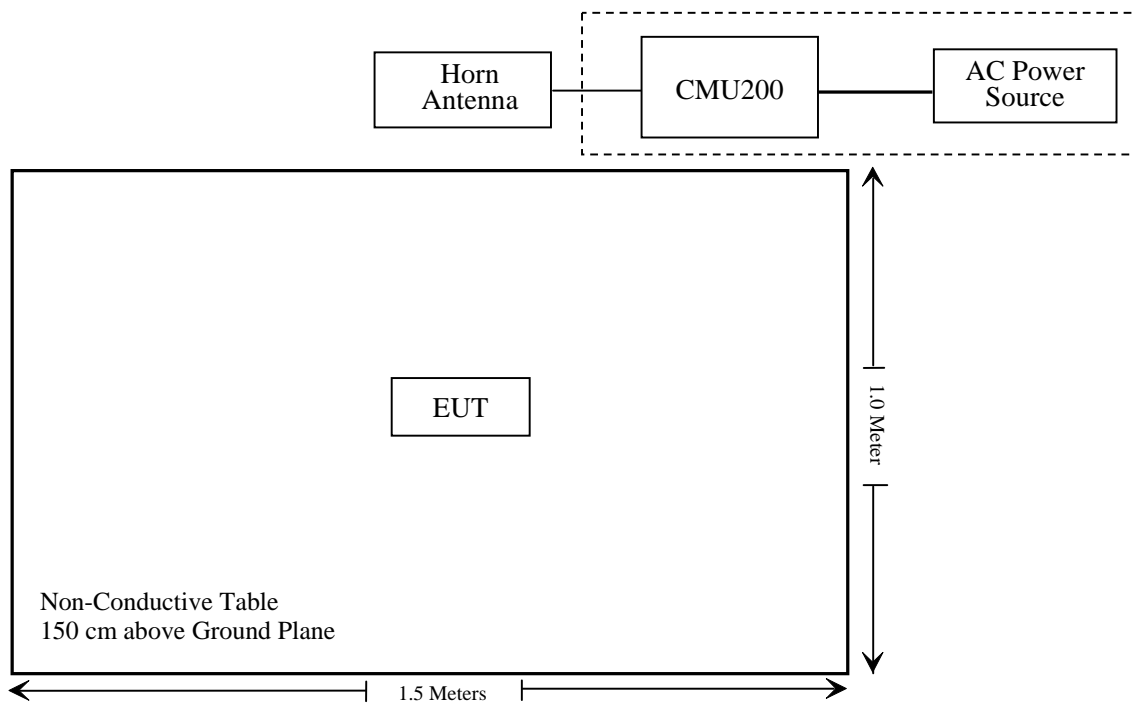 Horn
Antenna
CMU200
AC Power
Source
EUT
1.0 Meter
Non-Conductive Table
150 cm above Ground Plane
1.5 Meters